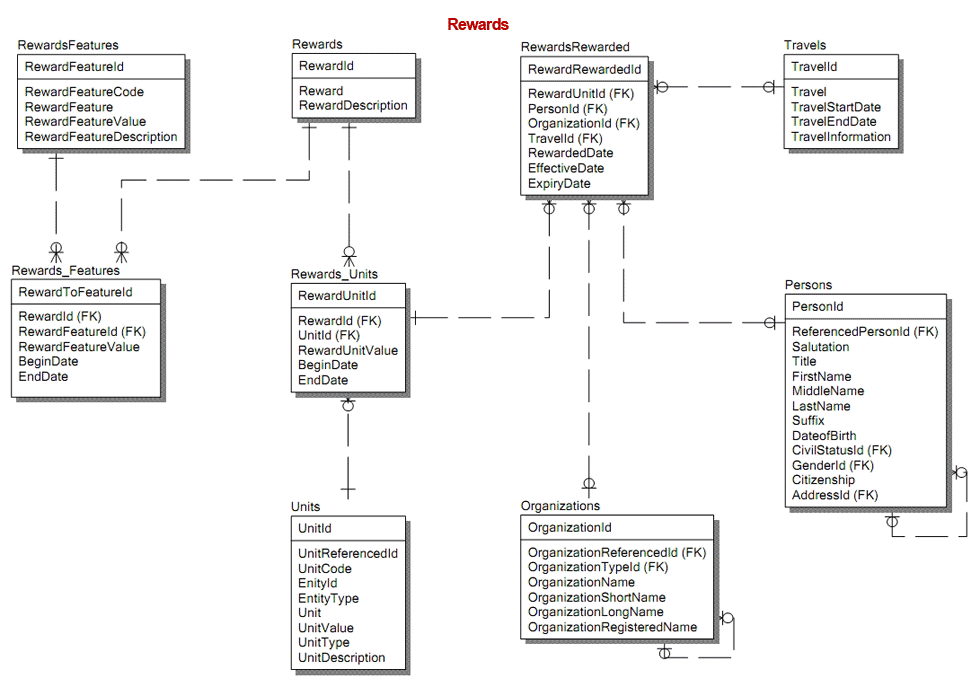 Rewards
RewardsFeatures
RewardFeatureId
RewardFeatureCode
RewardFeature
RewardFeatureValue
RewardFeatureDescription
Rewards
RewardId
Reward
RewardDescription
RewardsRewarded
RewardRewardedId
RewardUnitId (FK)
PersonId (FK)
OrganizationId (FK)
TravelId (FK)
RewardedDate
EffectiveDate
ExpiryDate
Travels
TravelId
Travel
TravelStartDate
TravelEndDate
TravelInformation
Rewards_Features
RewardToFeatureId
RewardId (FK)
RewardFeatureId (FK)
RewardFeatureValue
BeginDate
EndDate
Rewards_Units
RewardUnitId
RewardId (FK)
UnitId (FK)
RewardUnitValue
BeginDate
EndDate
Persons
PersonId
ReferencedPersonId (FK)
Salutation
Title
FirstName
MiddleName
LastName
Suffix
DateofBirth
CivilStatusId (FK)
GenderId (FK)
Citizenship
AddressId (FK)
Units
UnitId
UnitReferencedId
UnitCode
EnityId
EntityType
Unit
UnitValue
UnitType
UnitDescription
Organizations
OrganizationId
OrganizationReferencedId (FK)
OrganizationTypeId (FK)
OrganizationName
OrganizationShortName
OrganizationLongName
OrganizationRegisteredName